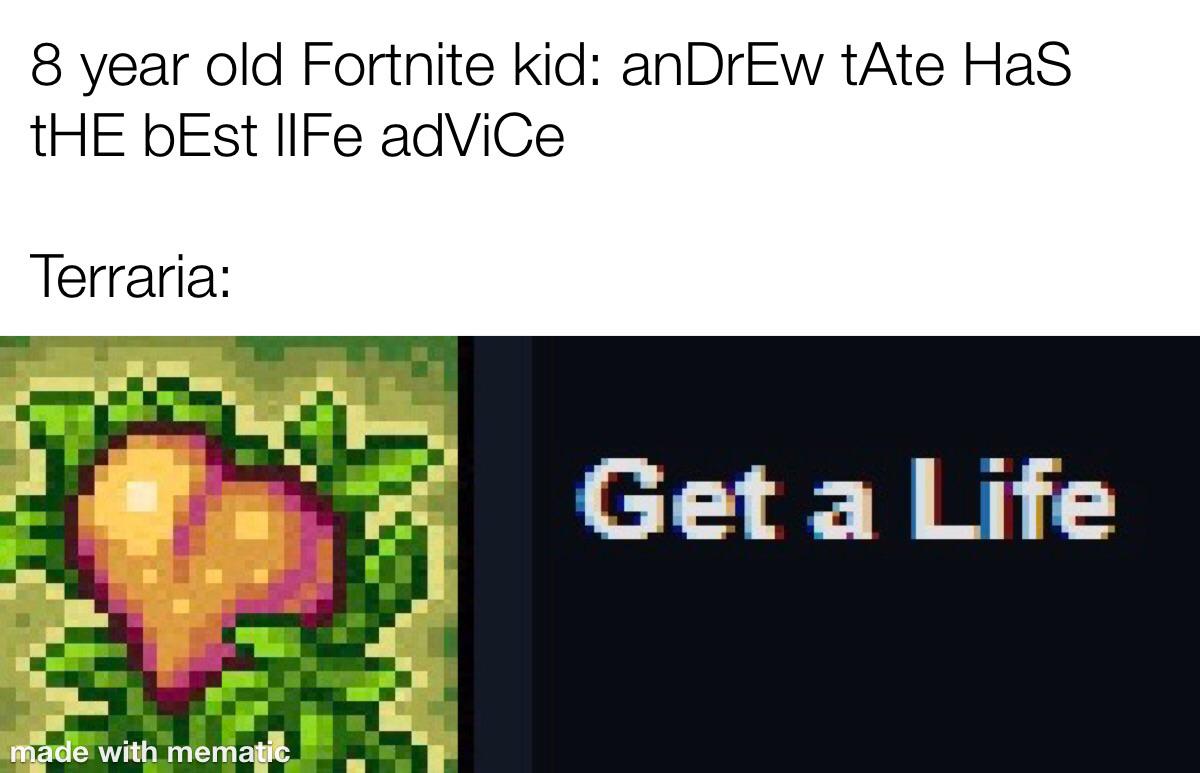 8 year old Fortnite kid: anDrEw tAte HaS
tHE bEst lIFe adViCe
Terraria:
Get a Life
made with mematic